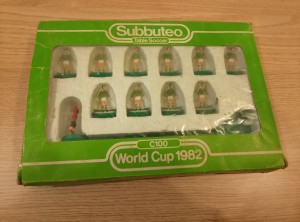 Subbuteo
Table Soccer
C100
World Cup 1982